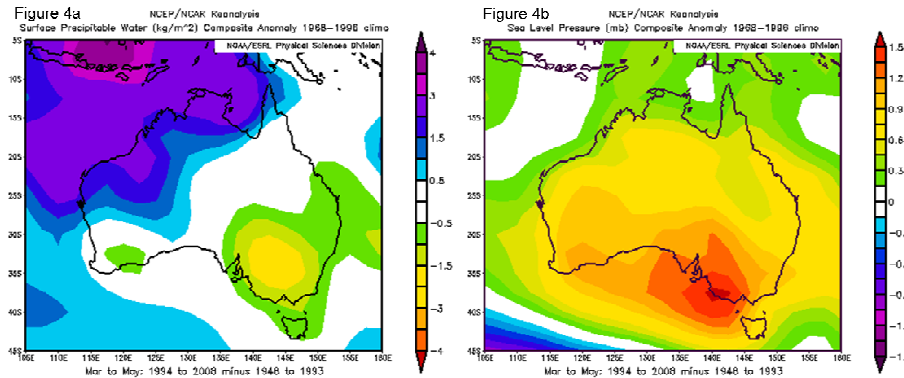 Figure 4a
NCEP/NCAR Reanalysis
Surface Precipitable Water (kg/m^2) Composite Anomaly 1968-1996 climo
NOAA/ESRL Physical Sciences Division
5S
10S
15S
20S
25S
30S
35S
40S
45S
105E 110E 115E 120E 125E 130E 135E 140E 145E 150E 155E 160E
4
3
1.5
0.5
-0.5
-1.5
-3
-4
Mar to May: 1994 to 2008 minus 1948 to 1993
Figure 4b
NCEP/NCAR Reanalysis
Sea Level Pressure (mb) Composite Anomaly 1968-1996 climo
NOAA/ESRL Physical Sciences Division
5S
10S
15S
20S
25S
30S
35S
40S
45S
105E 110E 115E 120E 125E 130E 135E 140E 145E 150E 155E 160E
1.5
1.2
0.9
0.6
0.3
0
Mar to May: 1994 to 2008 minus 1948 to 1993